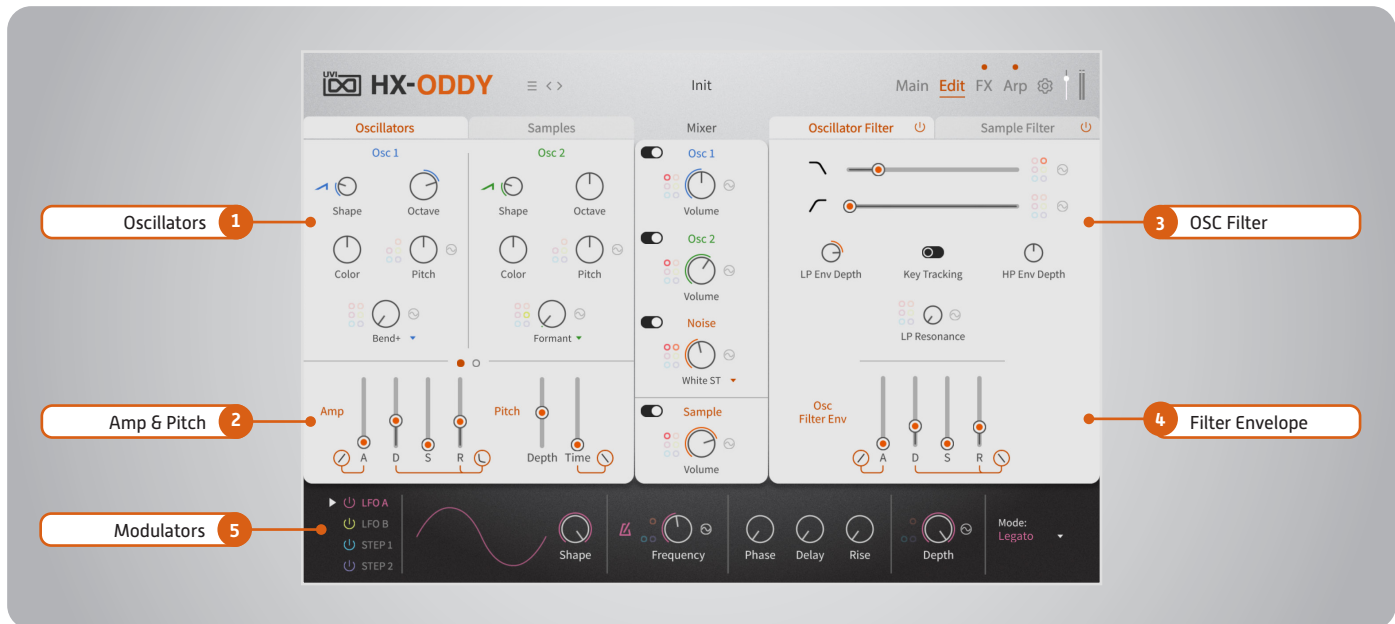 UVI HX-ODDY Init Main Edit FX Arp
Oscillators Samples Mixer Oscillator Filter Sample Filter
Osc 1 Osc 2 Osc 1
Shape Octave Shape Octave Volume
Oscillators 1 3 OSC Filter
Osc 2
Color Pitch Color Pitch LP Env Depth Key Tracking HP Env Depth
Volume
Noise
Bend+ Formant LP Resonance
White ST
Amp Pitch Sample Osc
Filter Env
Amp & Pitch 2 4 Filter Envelope
A D S R Depth Time A D S R
Volume
LFO A
LFO B Mode:
Modulators 5 Legato
STEP 1
Shape Frequency Phase Delay Rise Depth
STEP 2